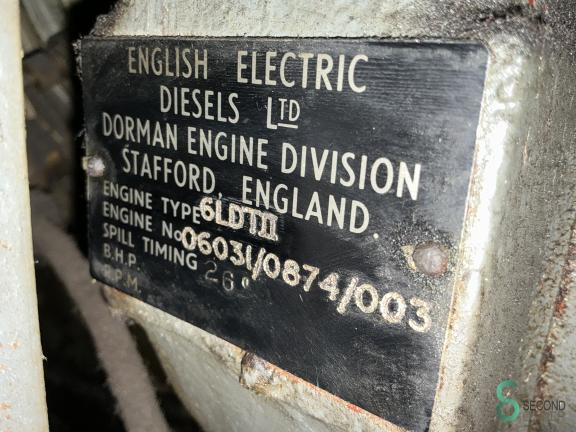 ENGLISH ELECTRIC
DIESELS LTD
DORMAN ENGINE DIVISION
STAFFORD, ENGLAND.
ENGINE TYPE 6LDTII
ENGINE No 06031/0874/003
SPILL TIMING 26°
B.H.P.
R.P.M.
SECOND